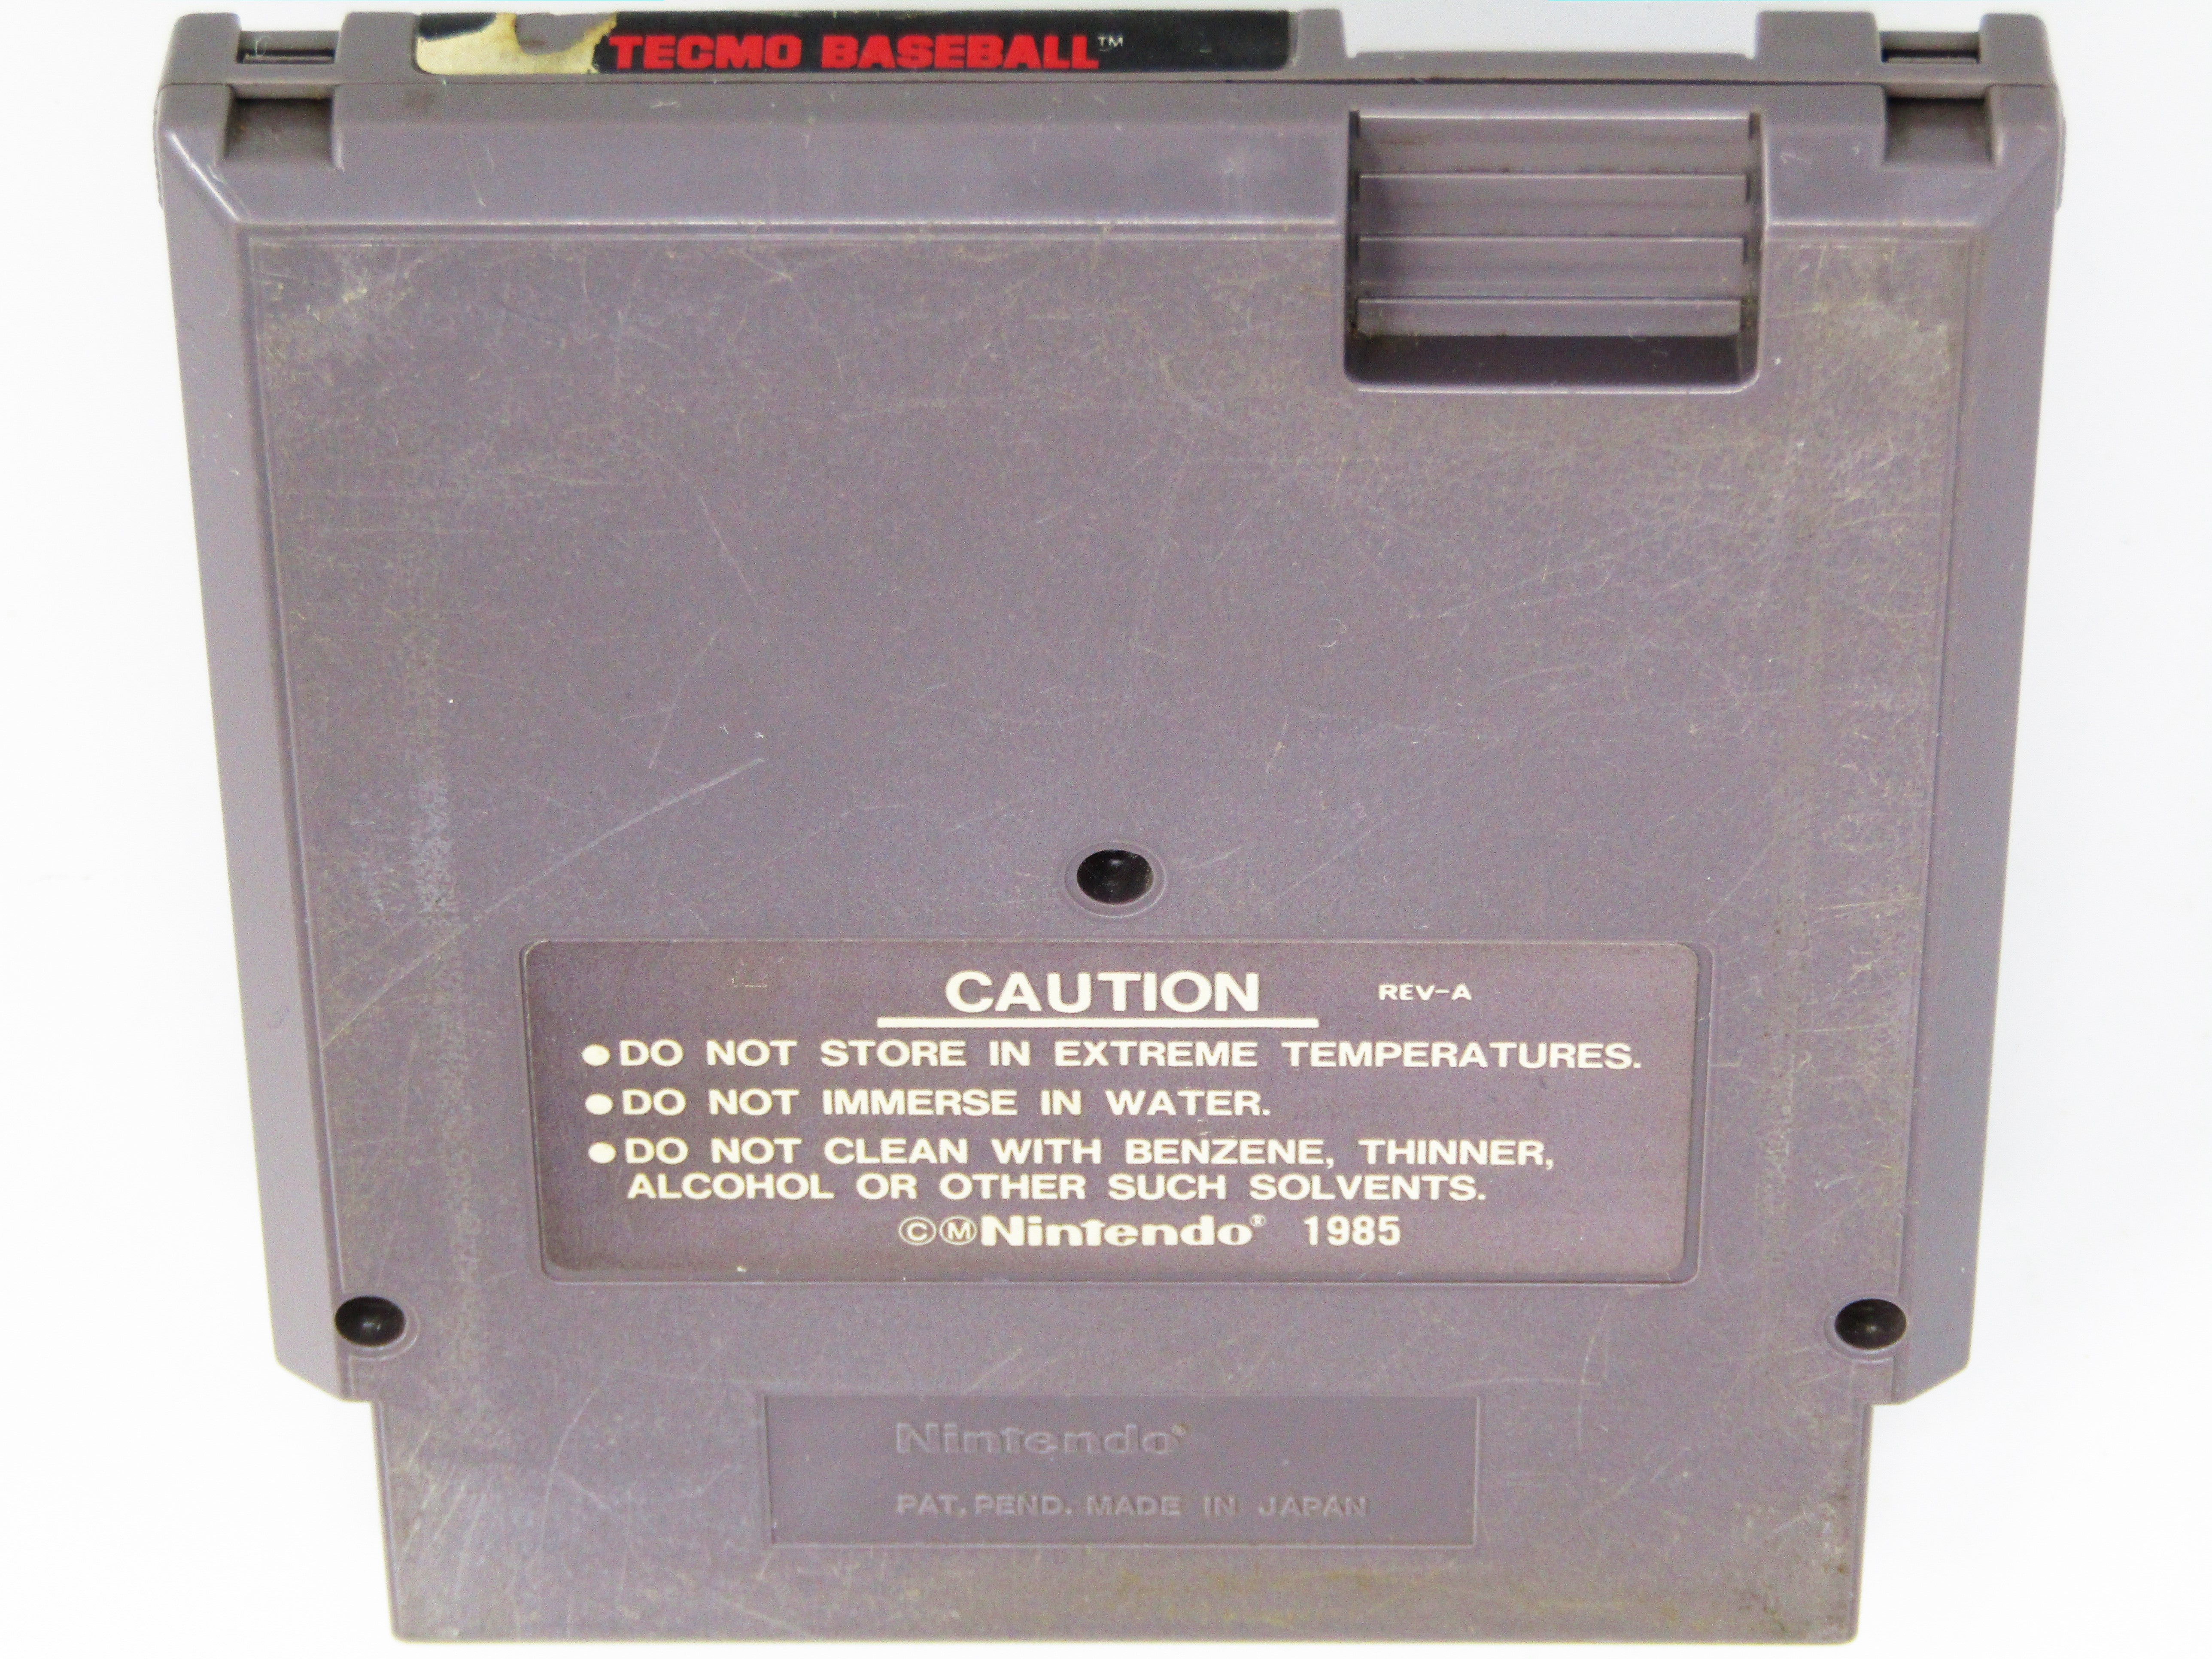 TECMO BASEBALL™
CAUTION REV-A
●DO NOT STORE IN EXTREME TEMPERATURES.
●DO NOT IMMERSE IN WATER.
●DO NOT CLEAN WITH BENZENE, THINNER,
ALCOHOL OR OTHER SUCH SOLVENTS.
ⒸⓂNintendo® 1985
Nintendo®
PAT. PEND. MADE IN JAPAN